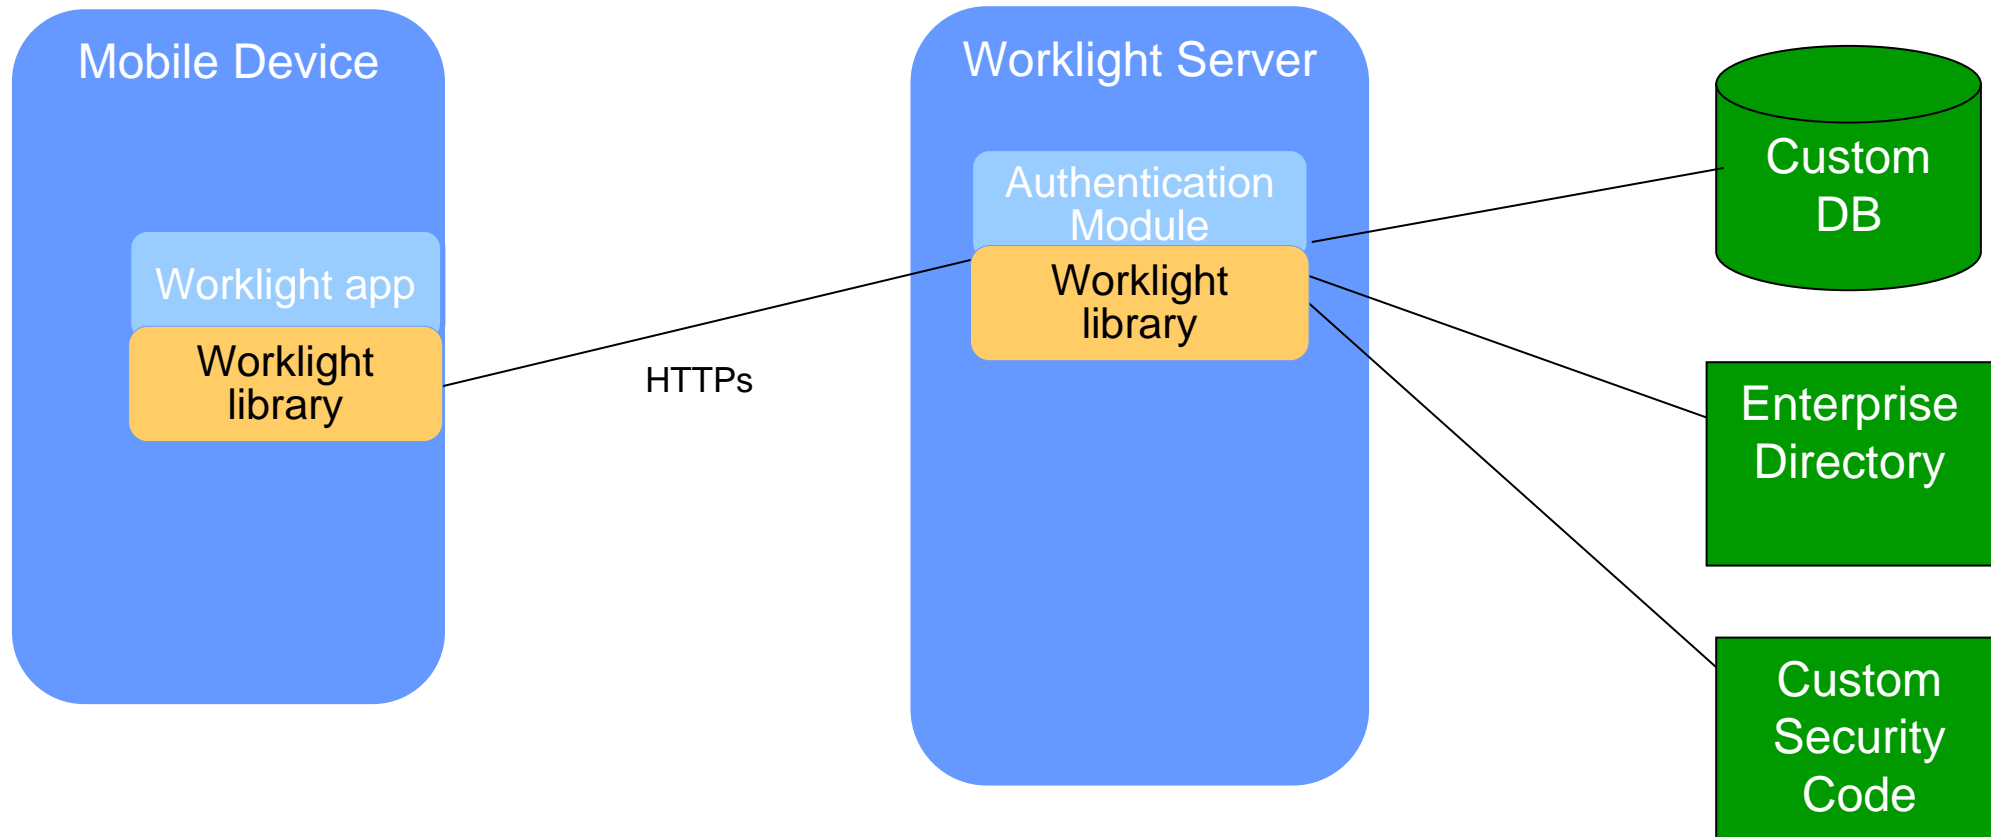 Mobile Device
Worklight app
Worklight
library
HTTPs
Worklight Server
Authentication
Module
Worklight
library
Custom
DB
Enterprise
Directory
Custom
Security
Code